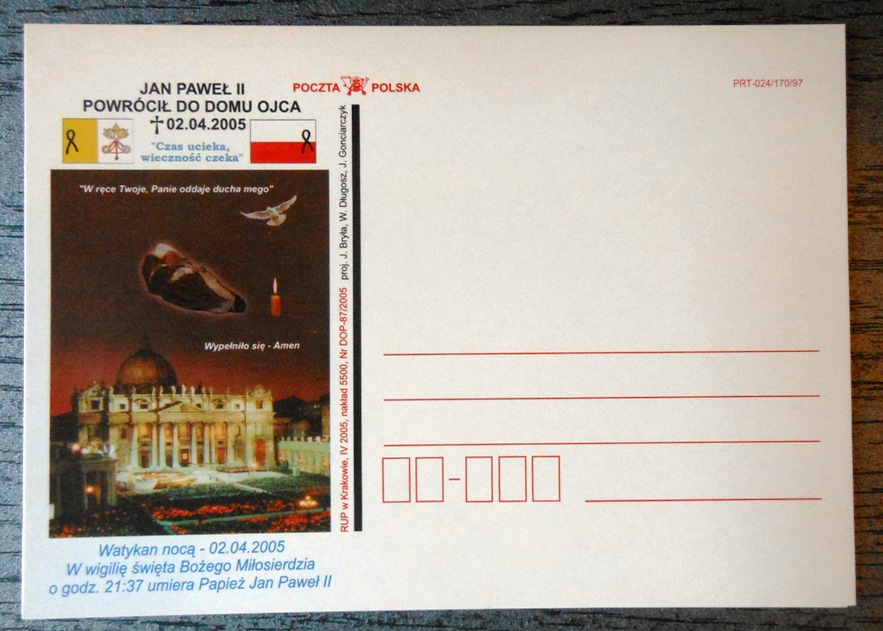 JAN PAWEŁ II
POWRÓCIŁ DO DOMU OJCA
†02.04.2005
"Czas ucieka,
wieczność czeka"
"W ręce Twoje, Panie oddaje ducha mego"
Wypełniło się - Amen
Watykan nocą - 02.04.2005
W wigilię święta Bożego Miłosierdzia
o godz. 21:37 umiera Papież Jan Paweł II
POCZTA POLSKA
RUP w Krakowie, IV 2005, nakład 5500, Nr DOP-87/2005 proj. J. Bryła, W. Długosz, J. Gonciarczyk
PRT-024/170/97